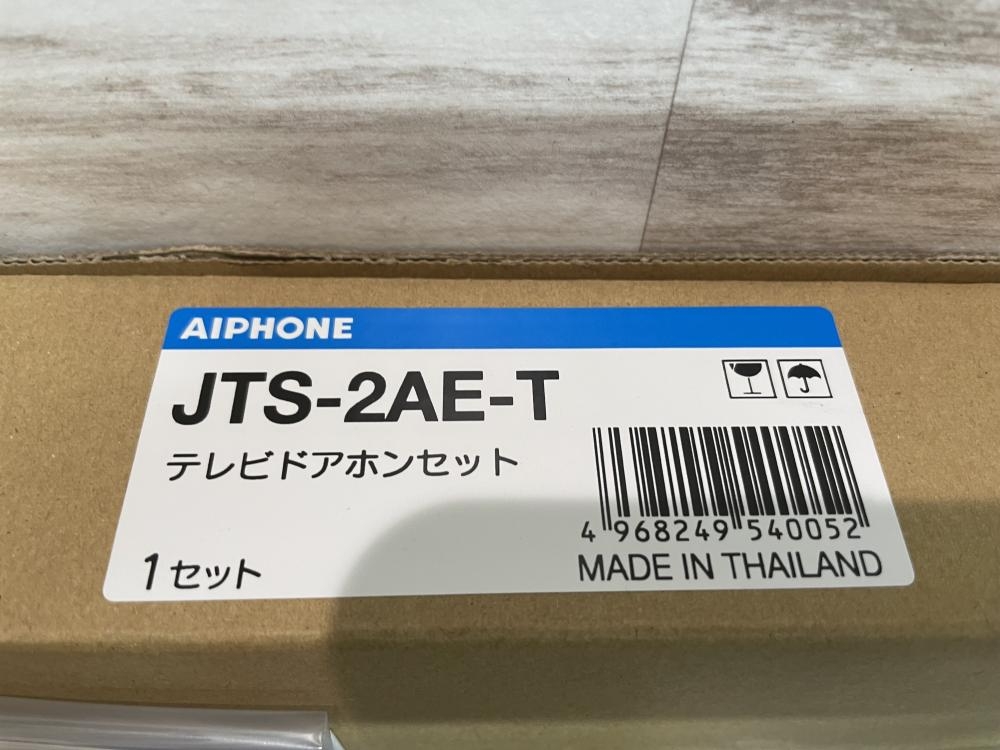 AIPHONE
JTS-2AE-T
テレビドアホンセット
4 968249 540052
1セット
MADE IN THAILAND